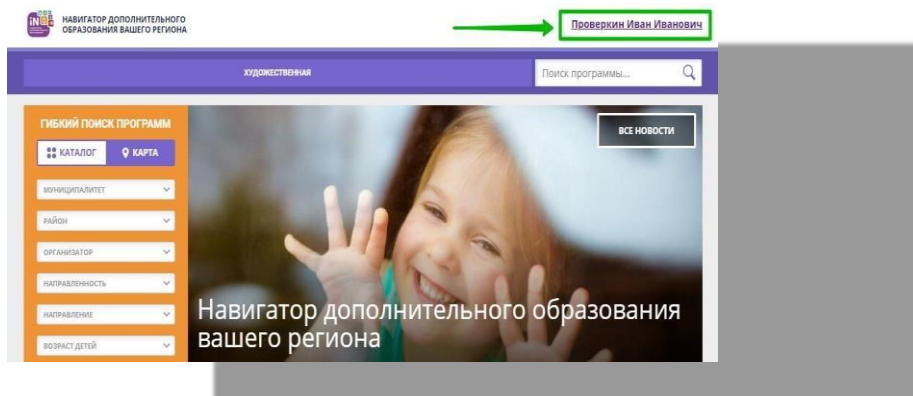 НАВИГАТОР ДОПОЛНИТЕЛЬНОГО
ОБРАЗОВАНИЯ ВАШЕГО РЕГИОНА
Проверкин Иван Иванович
ХУДОЖЕСТВЕННАЯ
Поиск программы...
ГИБКИЙ ПОИСК ПРОГРАММ
КАТАЛОГ
КАРТА
ВСЕ НОВОСТИ
МУНИЦИПАЛИТЕТ
РАЙОН
ОРГАНИЗАТОР
НАПРАВЛЕННОСТЬ
НАПРАВЛЕНИЕ
ВОЗРАСТ ДЕТЕЙ
Навигатор дополнительного образования
вашего региона